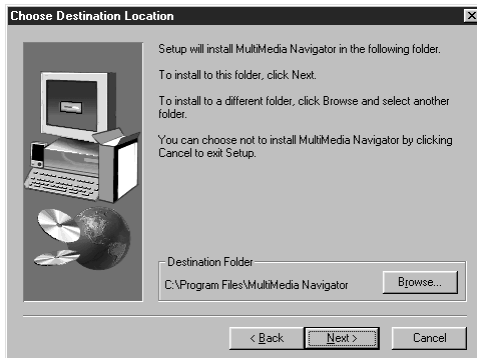 Choose Destination Location
Setup will install MultiMedia Navigator in the following folder.
To install to this folder, click Next.
To install to a different folder, click Browse and select another
folder.
You can choose not to install MultiMedia Navigator by clicking
Cancel to exit Setup.
Destination Folder
C:\Program Files\MultiMedia Navigator
Browse...
< Back
Next >
Cancel